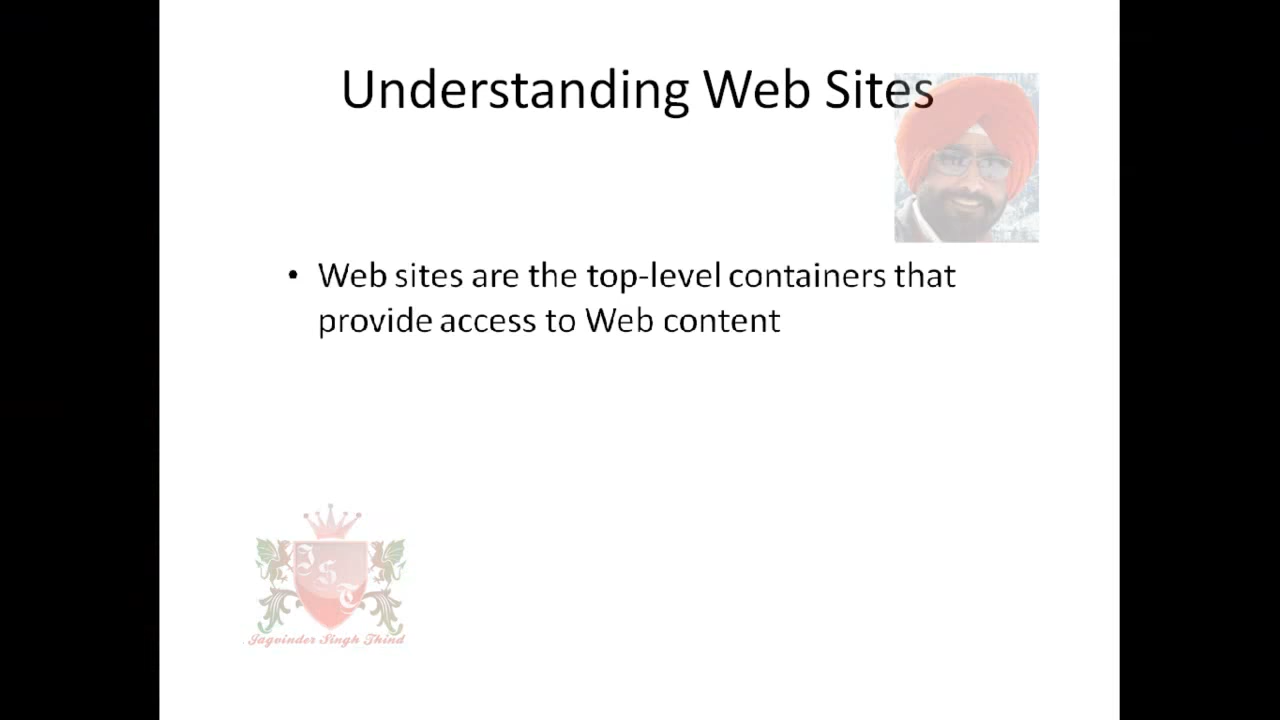 Understanding Web Sites
• Web sites are the top-level containers that
provide access to Web content
JST
Jagvinder Singh Thind